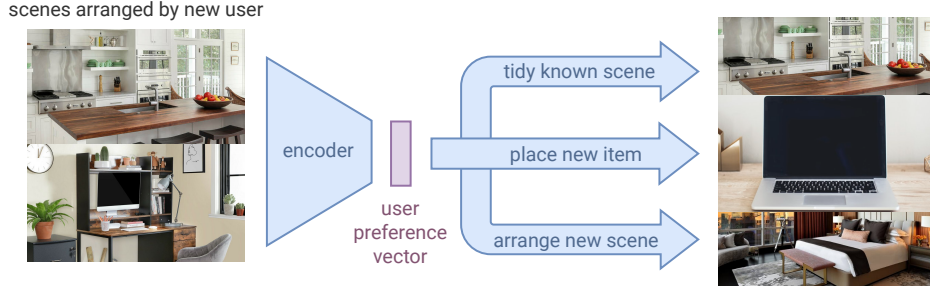 scenes arranged by new user
encoder
user
preference
vector
tidy known scene
place new item
arrange new scene